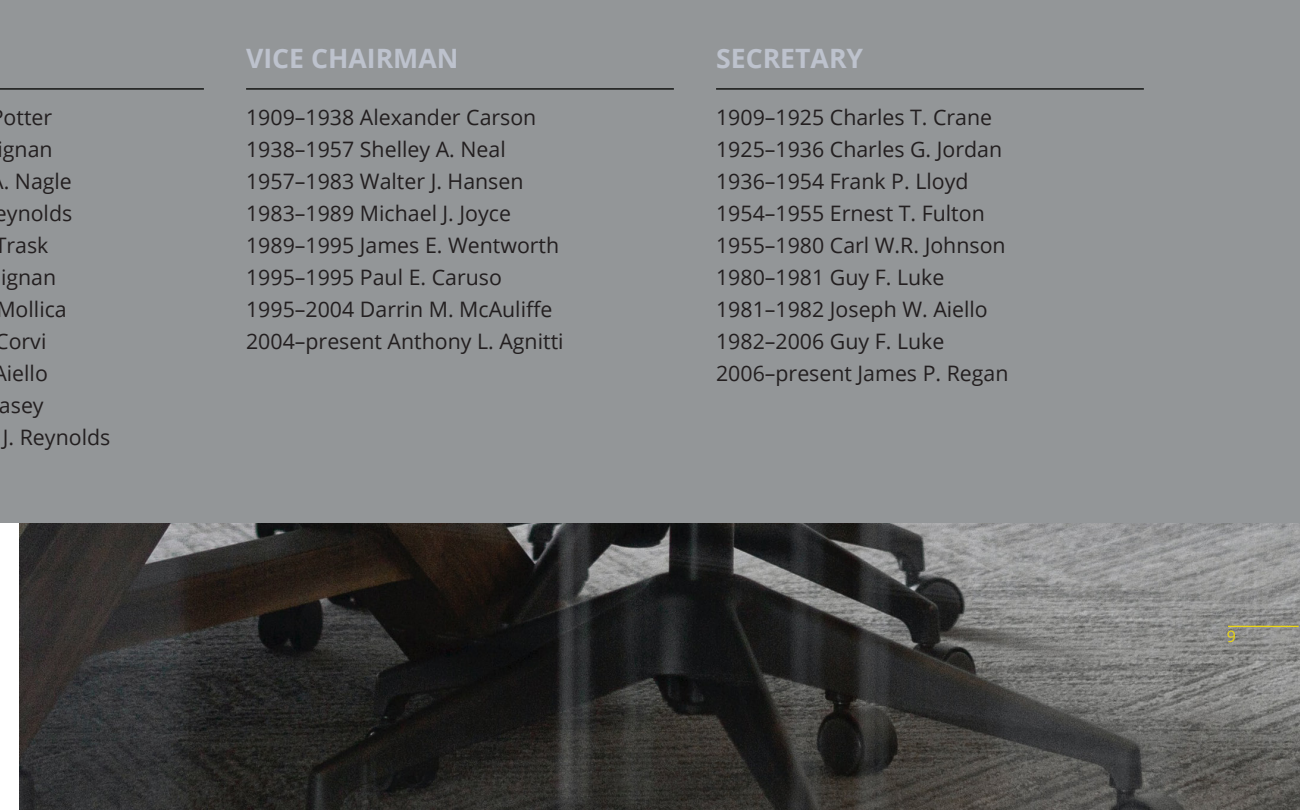 Potter
A. Nagle
Trask
Mollica
Corvi
Aiello
J. Reynolds
VICE CHAIRMAN
1909–1938 Alexander Carson
1938–1957 Shelley A. Neal
1957–1983 Walter J. Hansen
1983–1989 Michael J. Joyce
1989–1995 James E. Wentworth
1995–1995 Paul E. Caruso
1995–2004 Darrin M. McAuliffe
2004–present Anthony L. Agnitti
SECRETARY
1909–1925 Charles T. Crane
1925–1936 Charles G. Jordan
1936–1954 Frank P. Lloyd
1954–1955 Ernest T. Fulton
1955–1980 Carl W.R. Johnson
1980–1981 Guy F. Luke
1981–1982 Joseph W. Aiello
1982–2006 Guy F. Luke
2006–present James P. Regan
9